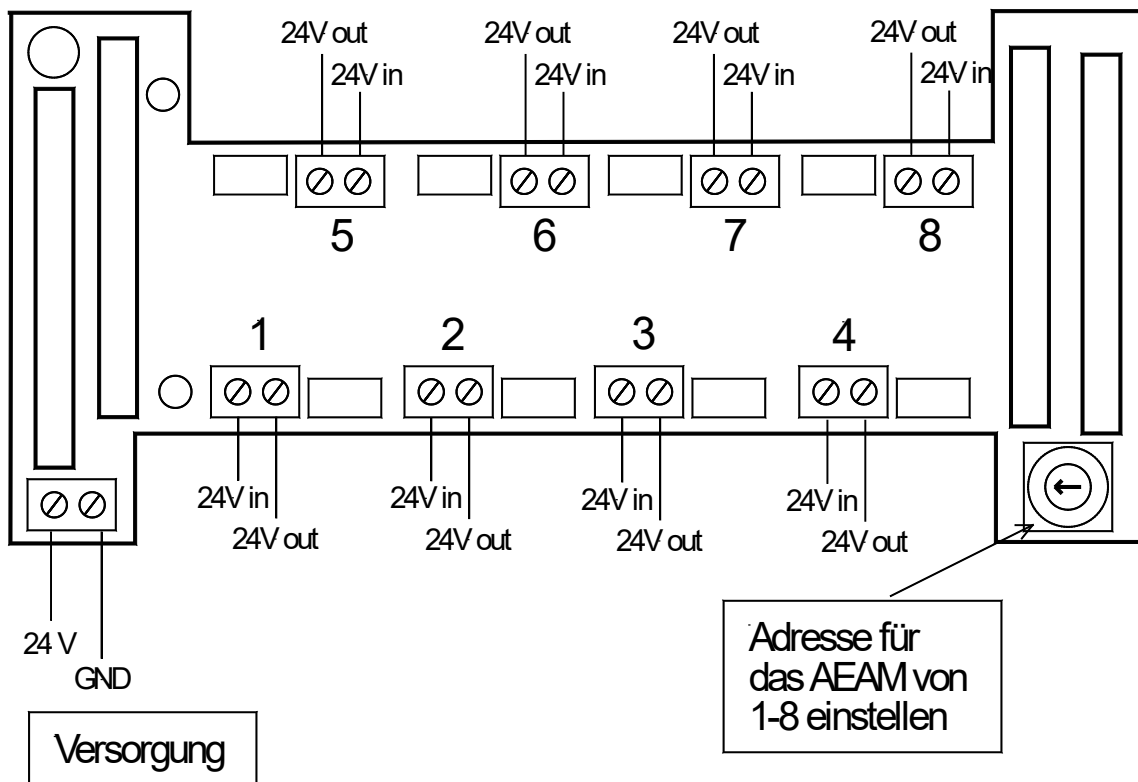 24V out
24V out
24V out
24V out
24V in
24V in
24V in
24V in
5
6
7
8
1
2
3
4
24V in
24V in
24V in
24V in
24V out
24V out
24V out
24V out
24 V
GND
Versorgung
Adresse für
das AEAM von
1-8 einstellen